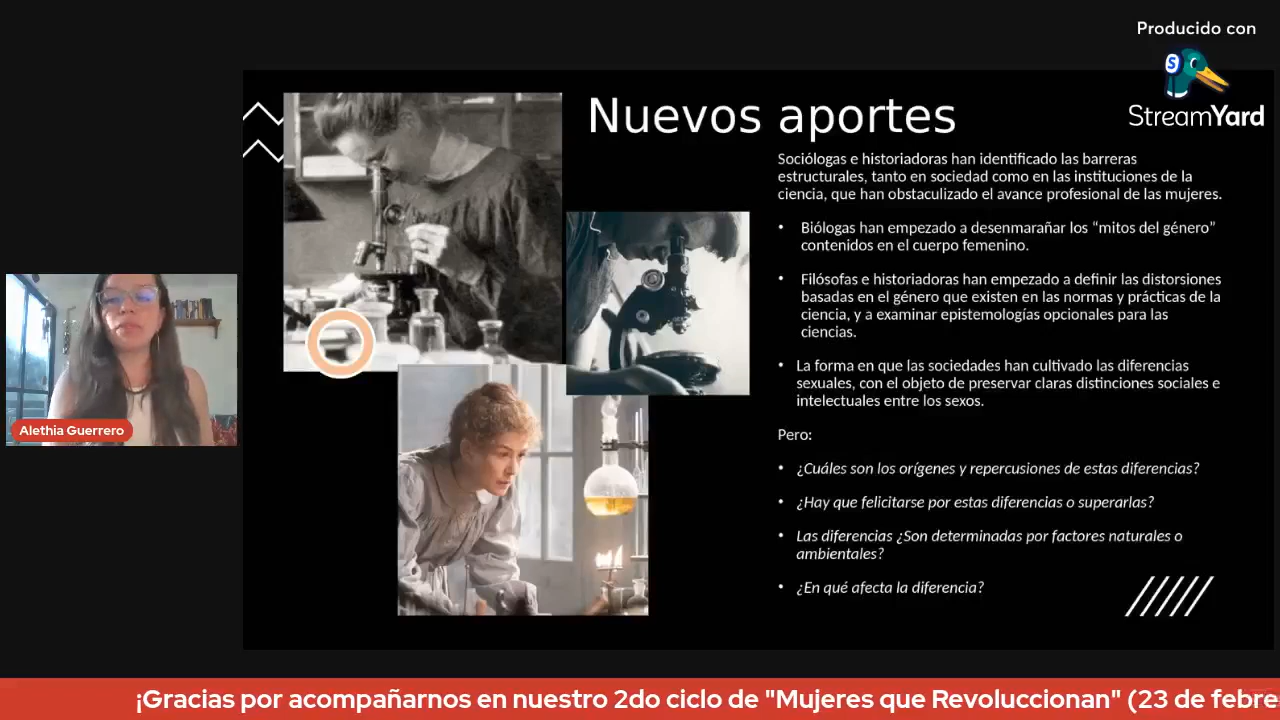 Producido con
StreamYard
Nuevos aportes
Sociólogas e historiadoras han identificado las barreras
estructurales, tanto en sociedad como en las instituciones de la
ciencia, que han obstaculizado el avance profesional de las mujeres.
• Biólogas han empezado a desenmarañar los “mitos del género”
contenidos en el cuerpo femenino.
• Filósofas e historiadoras han empezado a definir las distorsiones
basadas en el género que existen en las normas y prácticas de la
ciencia, y a examinar epistemologías opcionales para las
ciencias.
• La forma en que las sociedades han cultivado las diferencias
sexuales, con el objeto de preservar claras distinciones sociales e
intelectuales entre los sexos.
Pero:
• ¿Cuáles son los orígenes y repercusiones de estas diferencias?
• ¿Hay que felicitarse por estas diferencias o superarlas?
• Las diferencias ¿Son determinadas por factores naturales o
ambientales?
• ¿En qué afecta la diferencia?
Alethia Guerrero
¡Gracias por acompañarnos en nuestro 2do ciclo de "Mujeres que Revoluccionan" (23 de febre